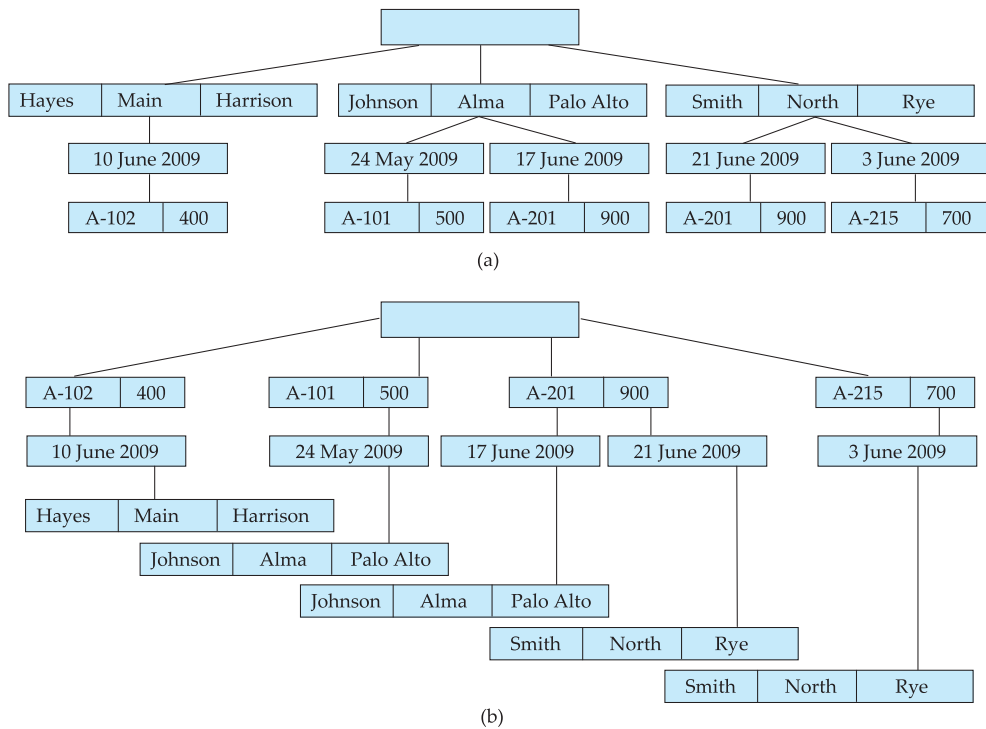 Hayes Main Harrison Johnson Alma Palo Alto Smith North Rye
10 June 2009 24 May 2009 17 June 2009 21 June 2009 3 June 2009
A-102 400 A-101 500 A-201 900 A-201 900 A-215 700
(a)
A-102 400 A-101 500 A-201 900 A-215 700
10 June 2009 24 May 2009 17 June 2009 21 June 2009 3 June 2009
Hayes Main Harrison
Johnson Alma Palo Alto
Johnson Alma Palo Alto
Smith North Rye
Smith North Rye
(b)